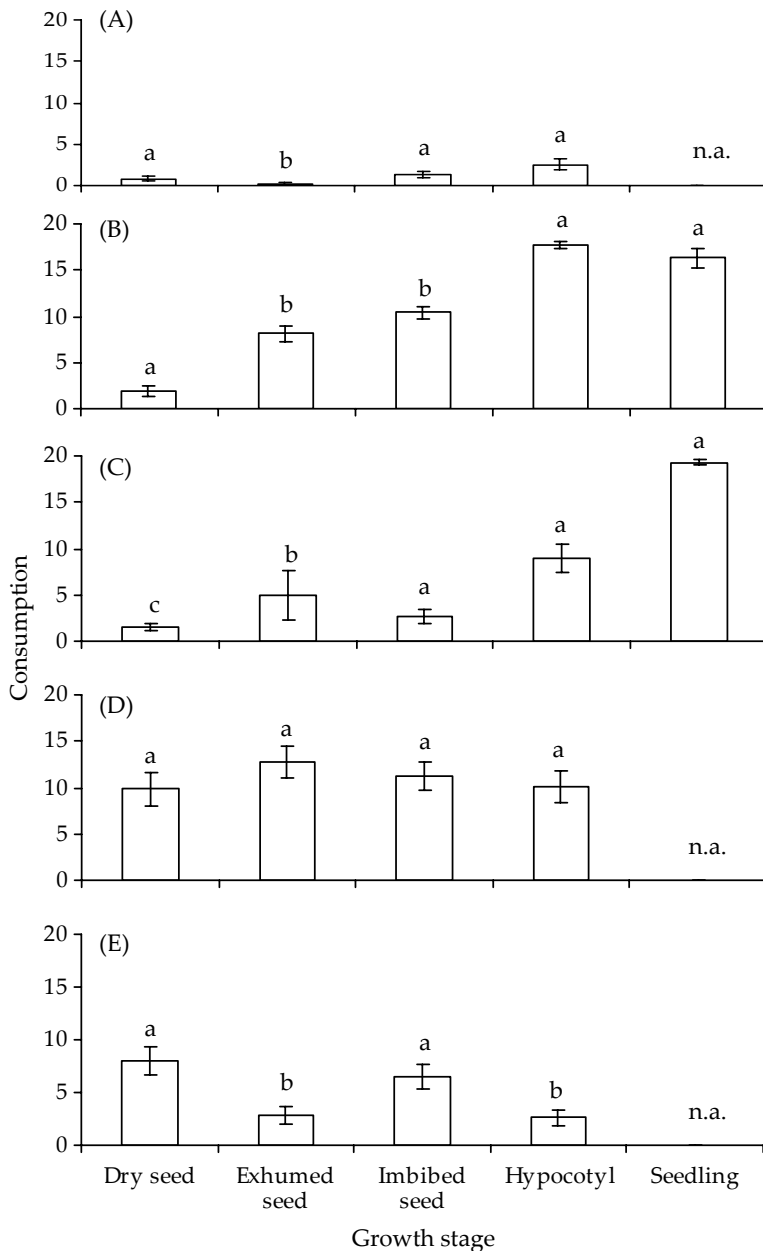 (A)
20
15
10
5
0
a
b
a
a
n.a.
(B)
20
15
10
5
0
a
b
b
a
a
(C)
20
15
10
5
0
c
b
a
a
a
(D)
20
15
10
5
0
a
a
a
a
n.a.
(E)
20
15
10
5
0
a
b
a
b
n.a.
Consumption
Dry seed
Exhumed
seed
Imbibed
seed
Hypocotyl
Seedling
Growth stage